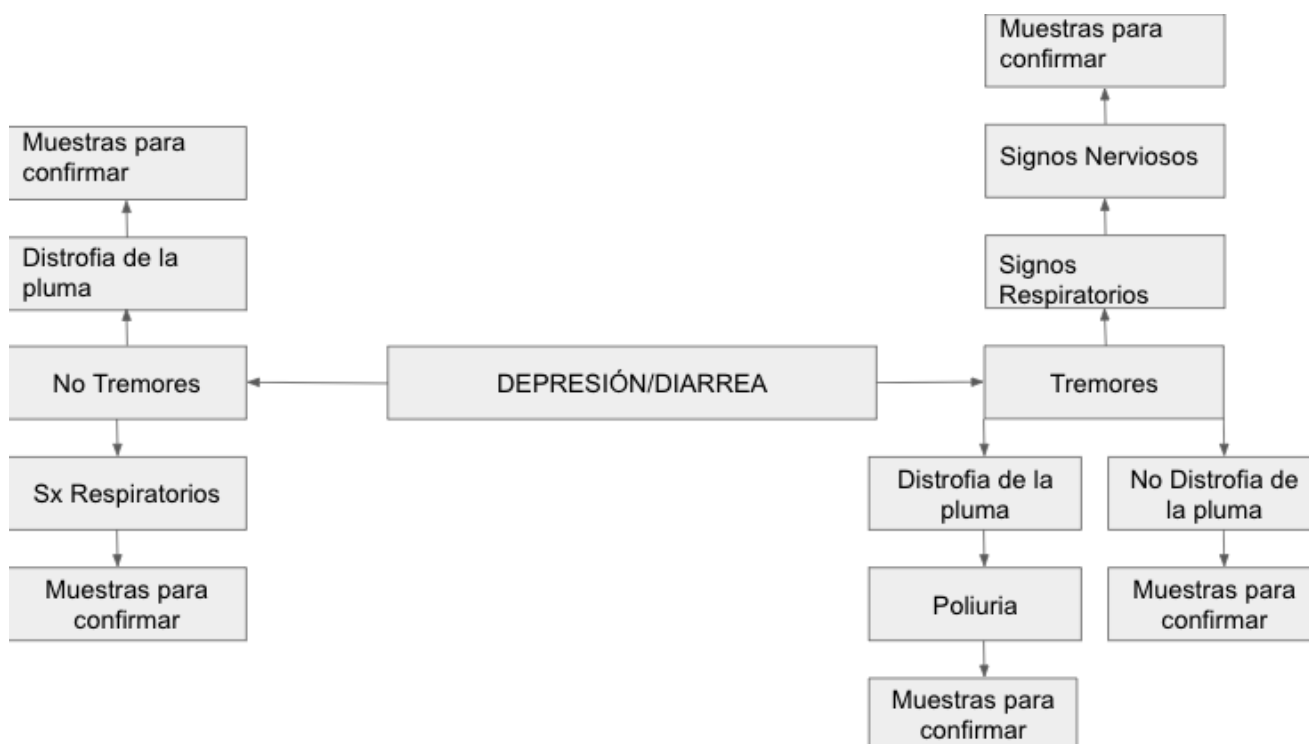 Muestras para
confirmar
Muestras para
confirmar
Signos Nerviosos
Distrofia de la
pluma
Signos
Respiratorios
No Tremores
DEPRESIÓN/DIARREA
Tremores
Sx Respiratorios
Distrofia de la
pluma
No Distrofia de
la pluma
Muestras para
confirmar
Poliuria
Muestras para
confirmar
Muestras para
confirmar